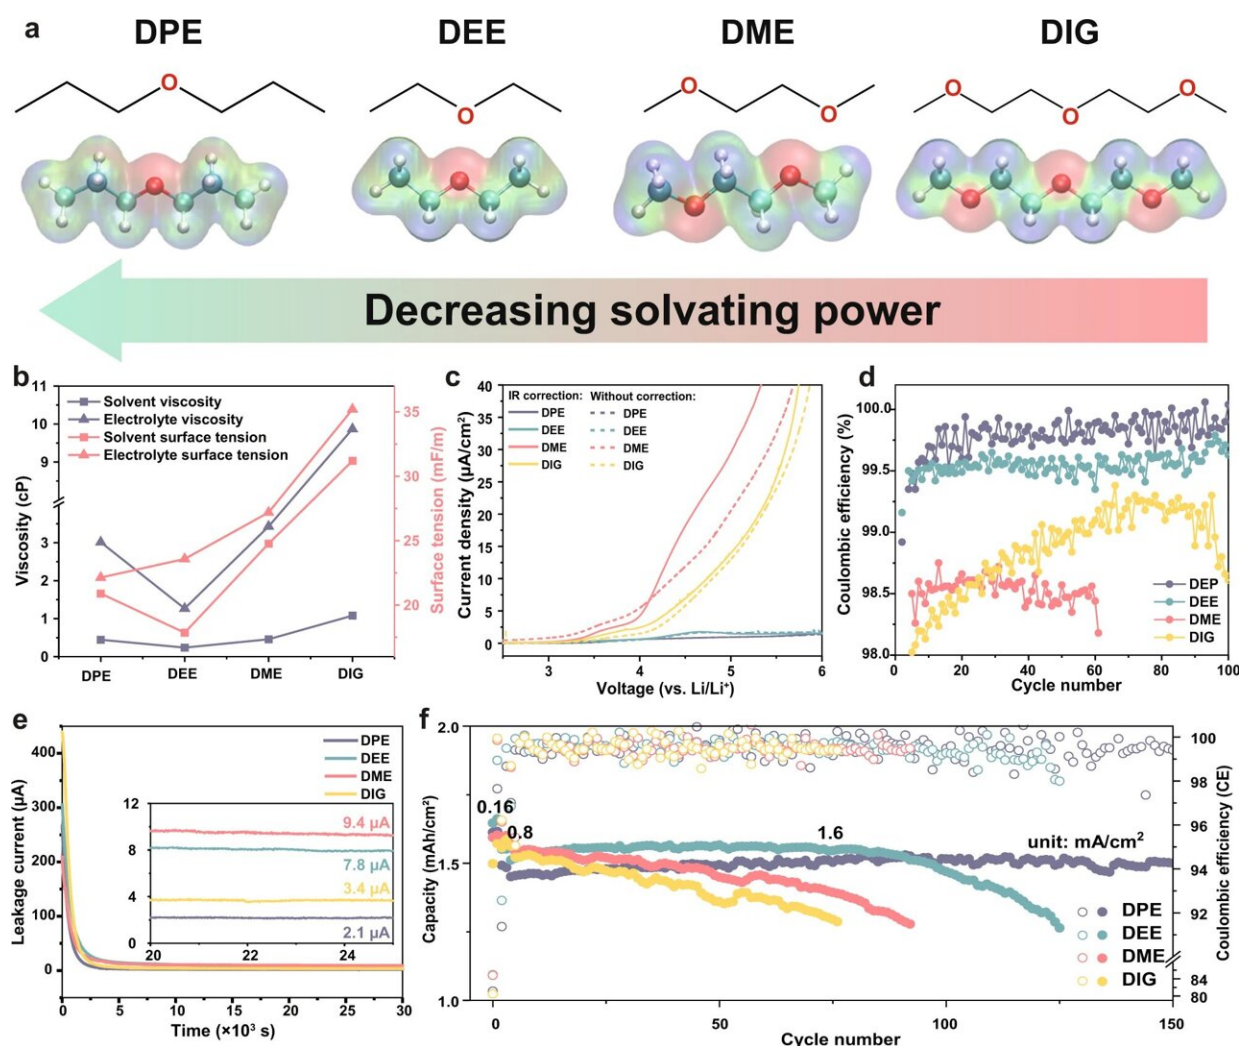 a
DPE DEE DME DIG
O O O O O O O
Decreasing solvating power
b
11
10
9
3
2
1
0
Viscosity (cP)
Solvent viscosity
Electrolyte viscosity
Solvent surface tension
Electrolyte surface tension
35
30
25
20
Surface tension (mF/m)
DPE DEE DME DIG
c
40
35
30
25
20
15
10
5
0
Current density (µA/cm²)
IR correction: Without correction:
DPE DPE
DEE DEE
DME DME
DIG DIG
3 4 5 6
Voltage (vs. Li/Li⁺)
d
100.0
99.5
99.0
98.5
98.0
Coulombic efficiency (%)
DEP
DEE
DME
DIG
0 20 40 60 80 100
Cycle number
e
400
350
300
250
200
150
100
50
0
Leakage current (µA)
DPE
DEE
DME
DIG
12
8
4
0
9.4 µA
7.8 µA
3.4 µA
2.1 µA
20 22 24
0 5 10 15 20 25 30
Time (×10³ s)
f
2.0
1.5
1.0
Capacity (mAh/cm²)
0.16
0.8
1.6
unit: mA/cm²
DPE
DEE
DME
DIG
100
98
96
94
92
84
80
Coulombic efficiency (CE)
0 50 100 150
Cycle number